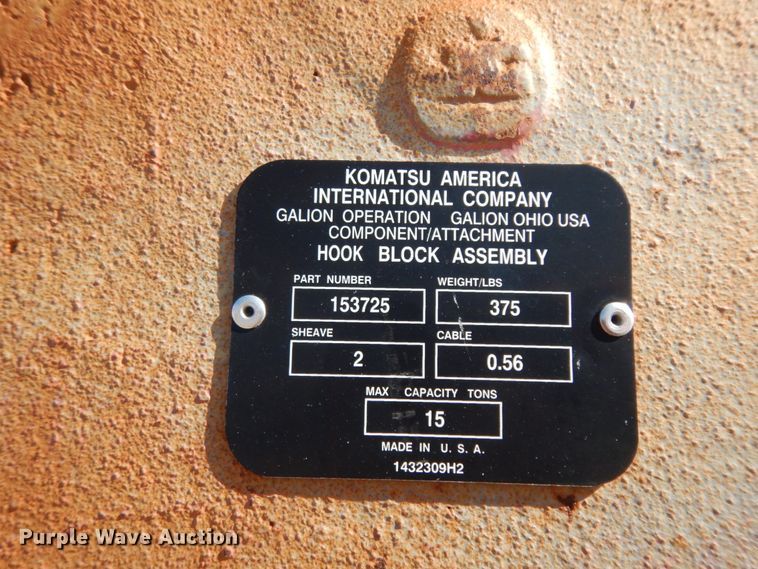 KOMATSU AMERICA
INTERNATIONAL COMPANY
GALION OPERATION GALION OHIO USA
COMPONENT/ATTACHMENT
HOOK BLOCK ASSEMBLY
PART NUMBER WEIGHT/LBS
153725 375
SHEAVE CABLE
2 0.56
MAX CAPACITY TONS
15
MADE IN U. S. A.
1432309H2
Purple Wave Auction®